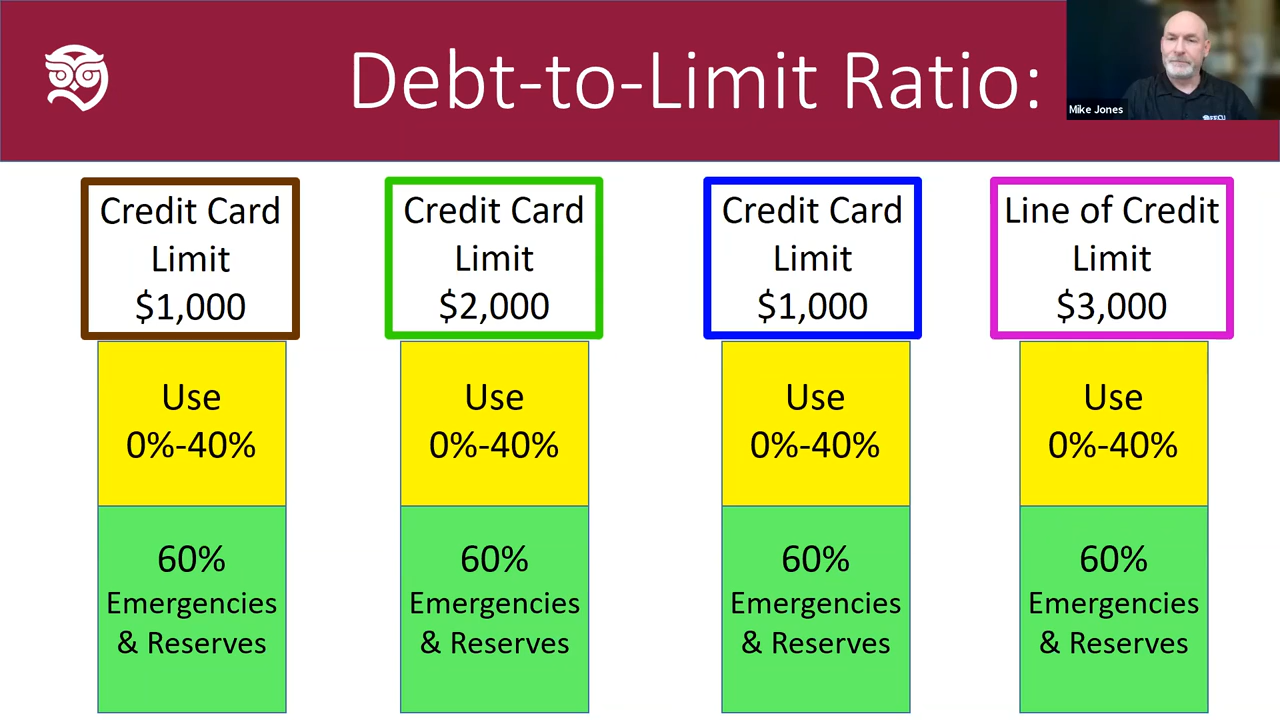 Debt-to-Limit Ratio:
Mike Jones
Credit Card
Limit
$1,000
Credit Card
Limit
$2,000
Credit Card
Limit
$1,000
Line of Credit
Limit
$3,000
Use
0%-40%
Use
0%-40%
Use
0%-40%
Use
0%-40%
60%
Emergencies
& Reserves
60%
Emergencies
& Reserves
60%
Emergencies
& Reserves
60%
Emergencies
& Reserves